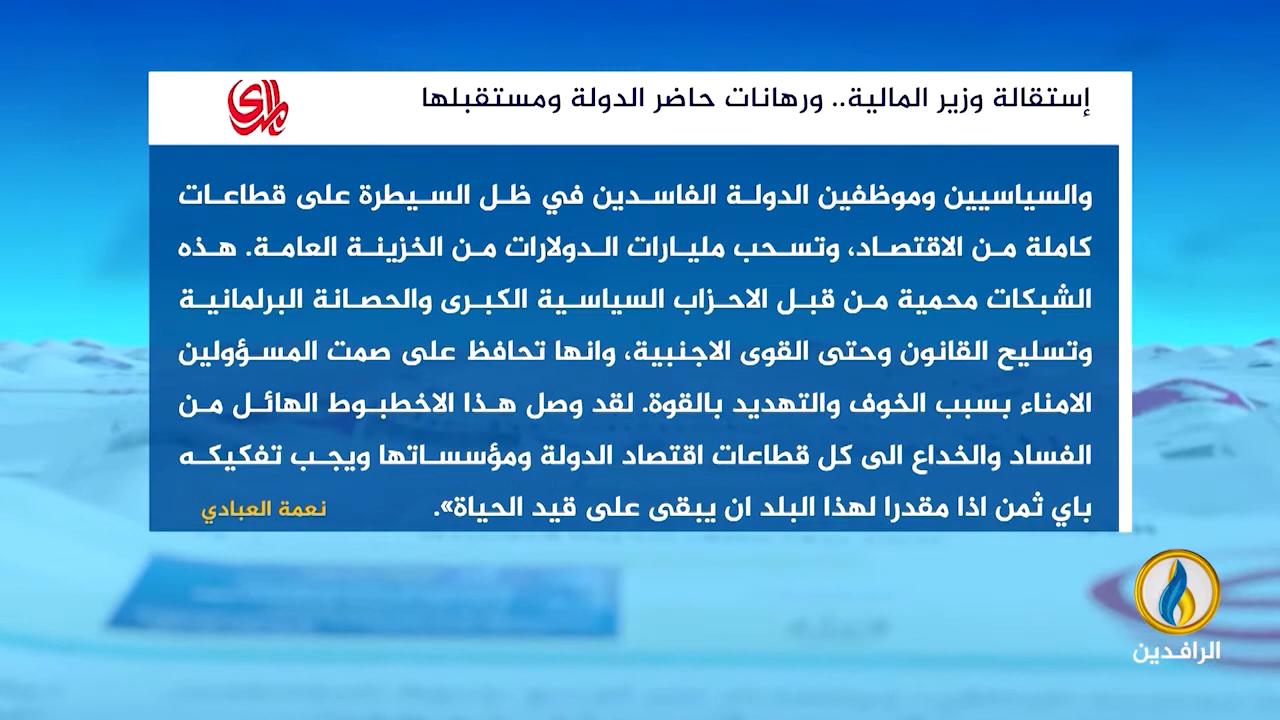 إستقالة وزير المالية.. ورهانات حاضر الدولة ومستقبلها
المدى
والسياسيين وموظفين الدولة الفاسدين في ظل السيطرة على قطاعات
كاملة من الاقتصاد، وتسحب مليارات الدولارات من الخزينة العامة. هذه
الشبكات محمية من قبل الاحزاب السياسية الكبرى والحصانة البرلمانية
وتسليح القانون وحتى القوى الاجنبية، وانها تحافظ على صمت المسؤولين
الامناء بسبب الخوف والتهديد بالقوة. لقد وصل هذا الاخطبوط الهائل من
الفساد والخداع الى كل قطاعات اقتصاد الدولة ومؤسساتها ويجب تفكيكه
باي ثمن اذا مقدرا لهذا البلد ان يبقى على قيد الحياة».
نعمة العبادي
الرافدين